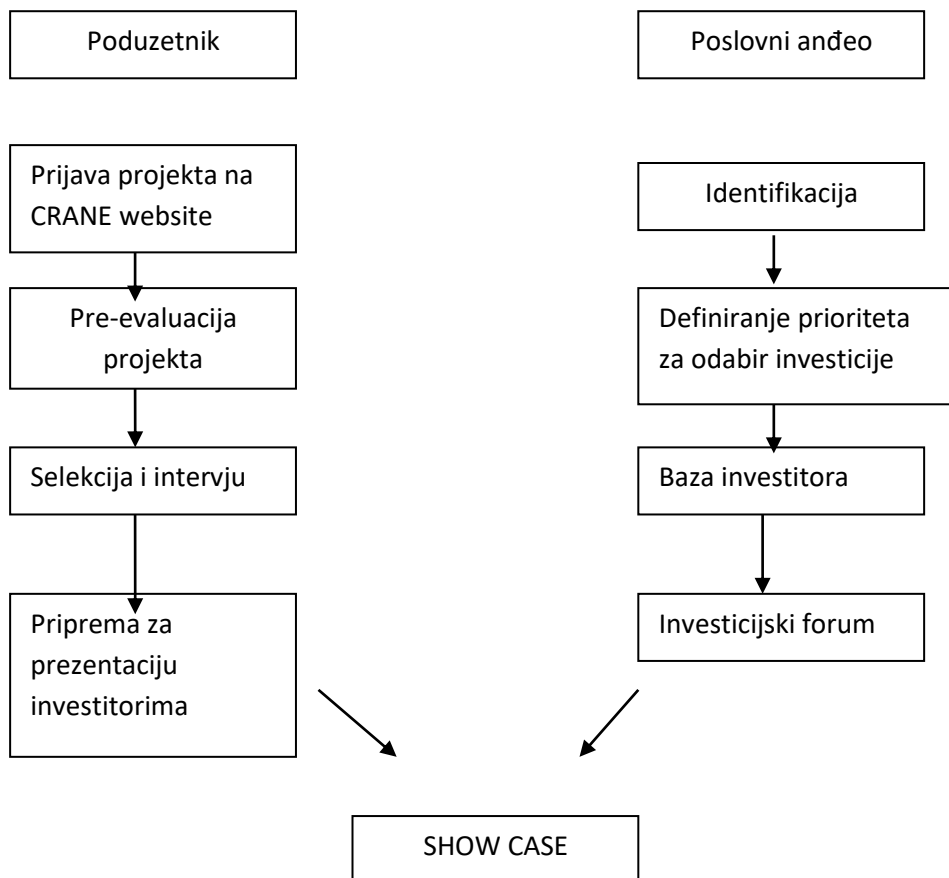 Poduzetnik
Poslovni anđeo
Prijava projekta na
CRANE website
Identifikacija
Pre-evaluacija
projekta
Definiranje prioriteta
za odabir investicije
Selekcija i intervju
Baza investitora
Priprema za
prezentaciju
investitorima
Investicijski forum
SHOW CASE